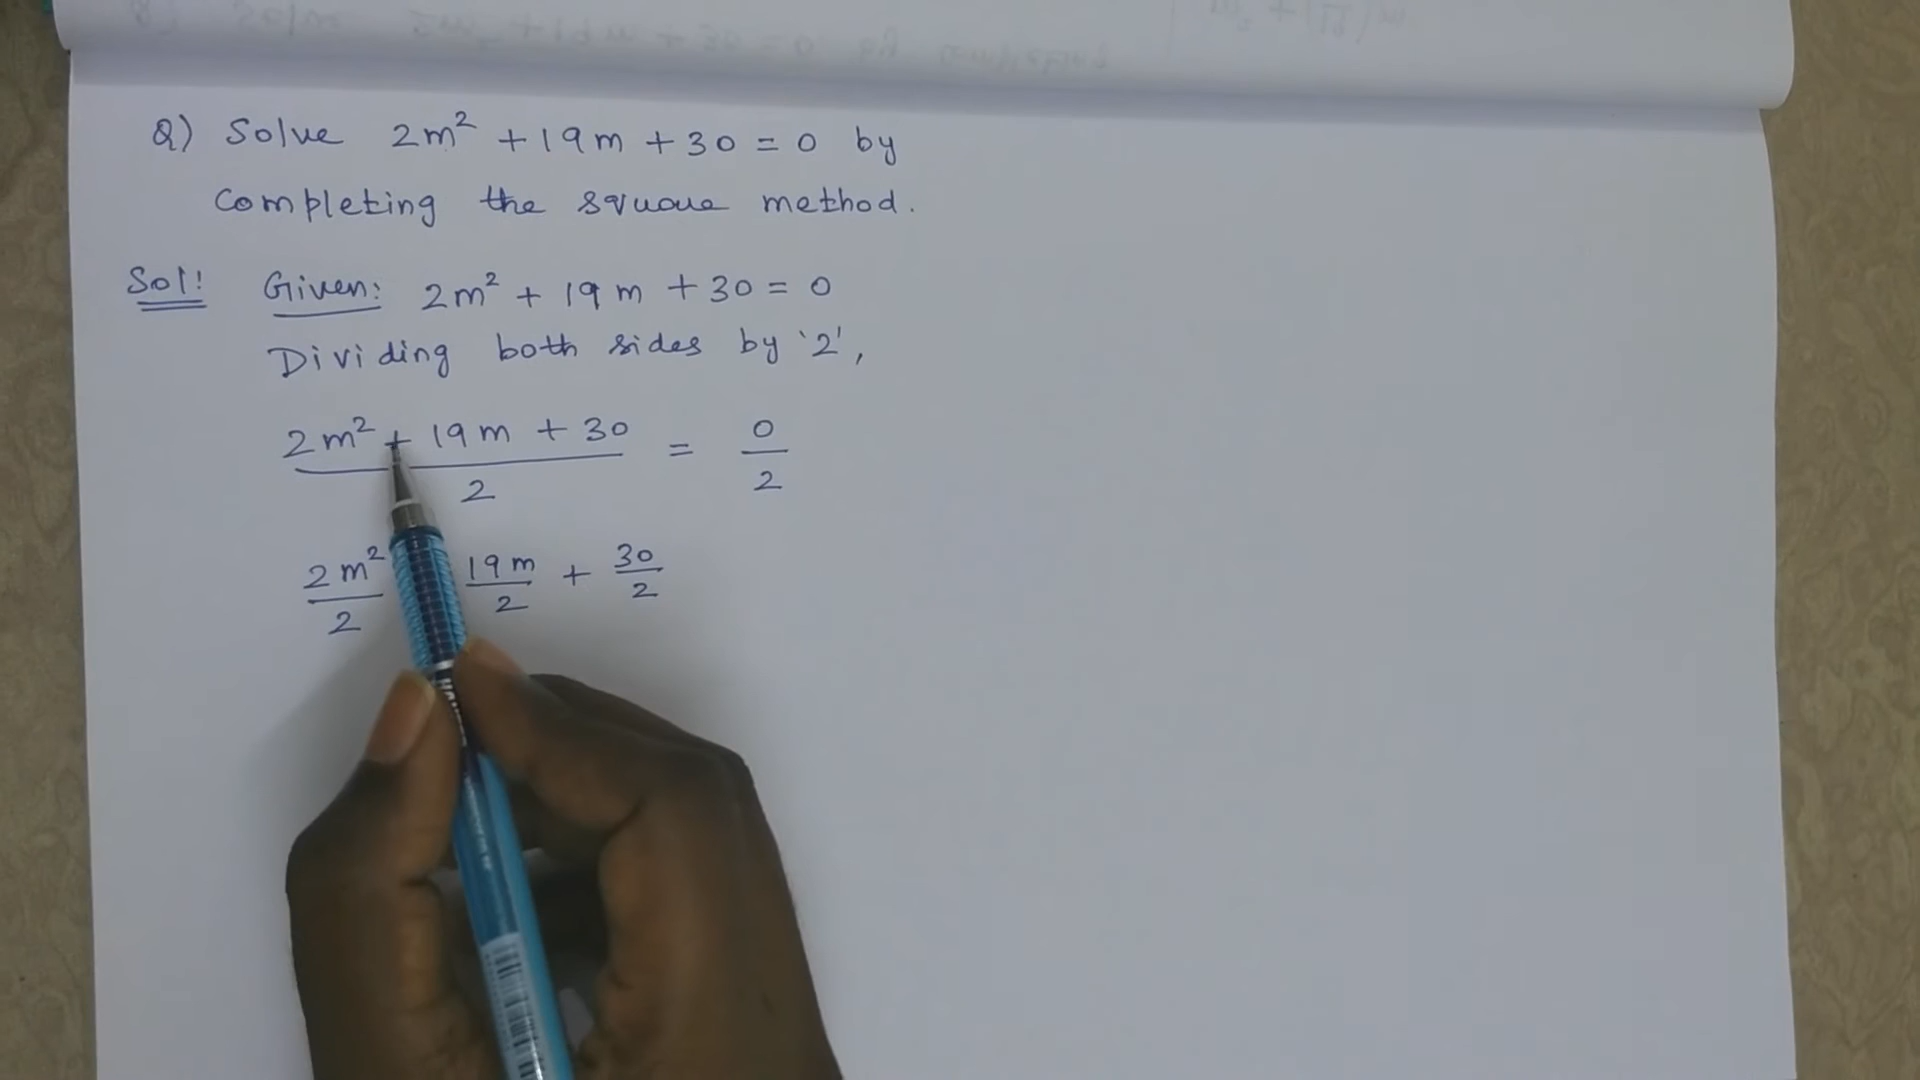 Q) Solve 2m² + 19m + 30 = 0 by
completing the square method.
Sol! Given: 2m² + 19m + 30 = 0
Dividing both sides by '2',
2m² + 19m + 30 / 2 = 0 / 2
2m²/2 19m/2 + 30/2